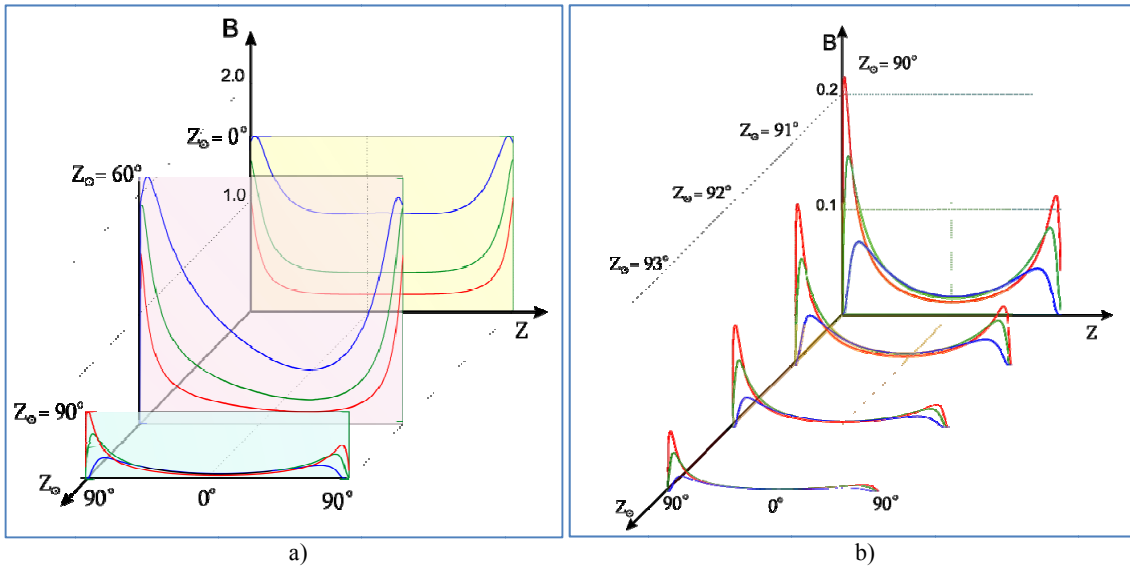 B
2.0
Z☉= 0°
Z☉= 60°
1.0
Z
Z☉= 90°
Z☉
90°
0°
90°
a)
B
Z☉= 90°
0.2
Z☉= 91°
Z☉= 92°
0.1
Z☉= 93°
Z
90°
0°
90°
Z☉
b)